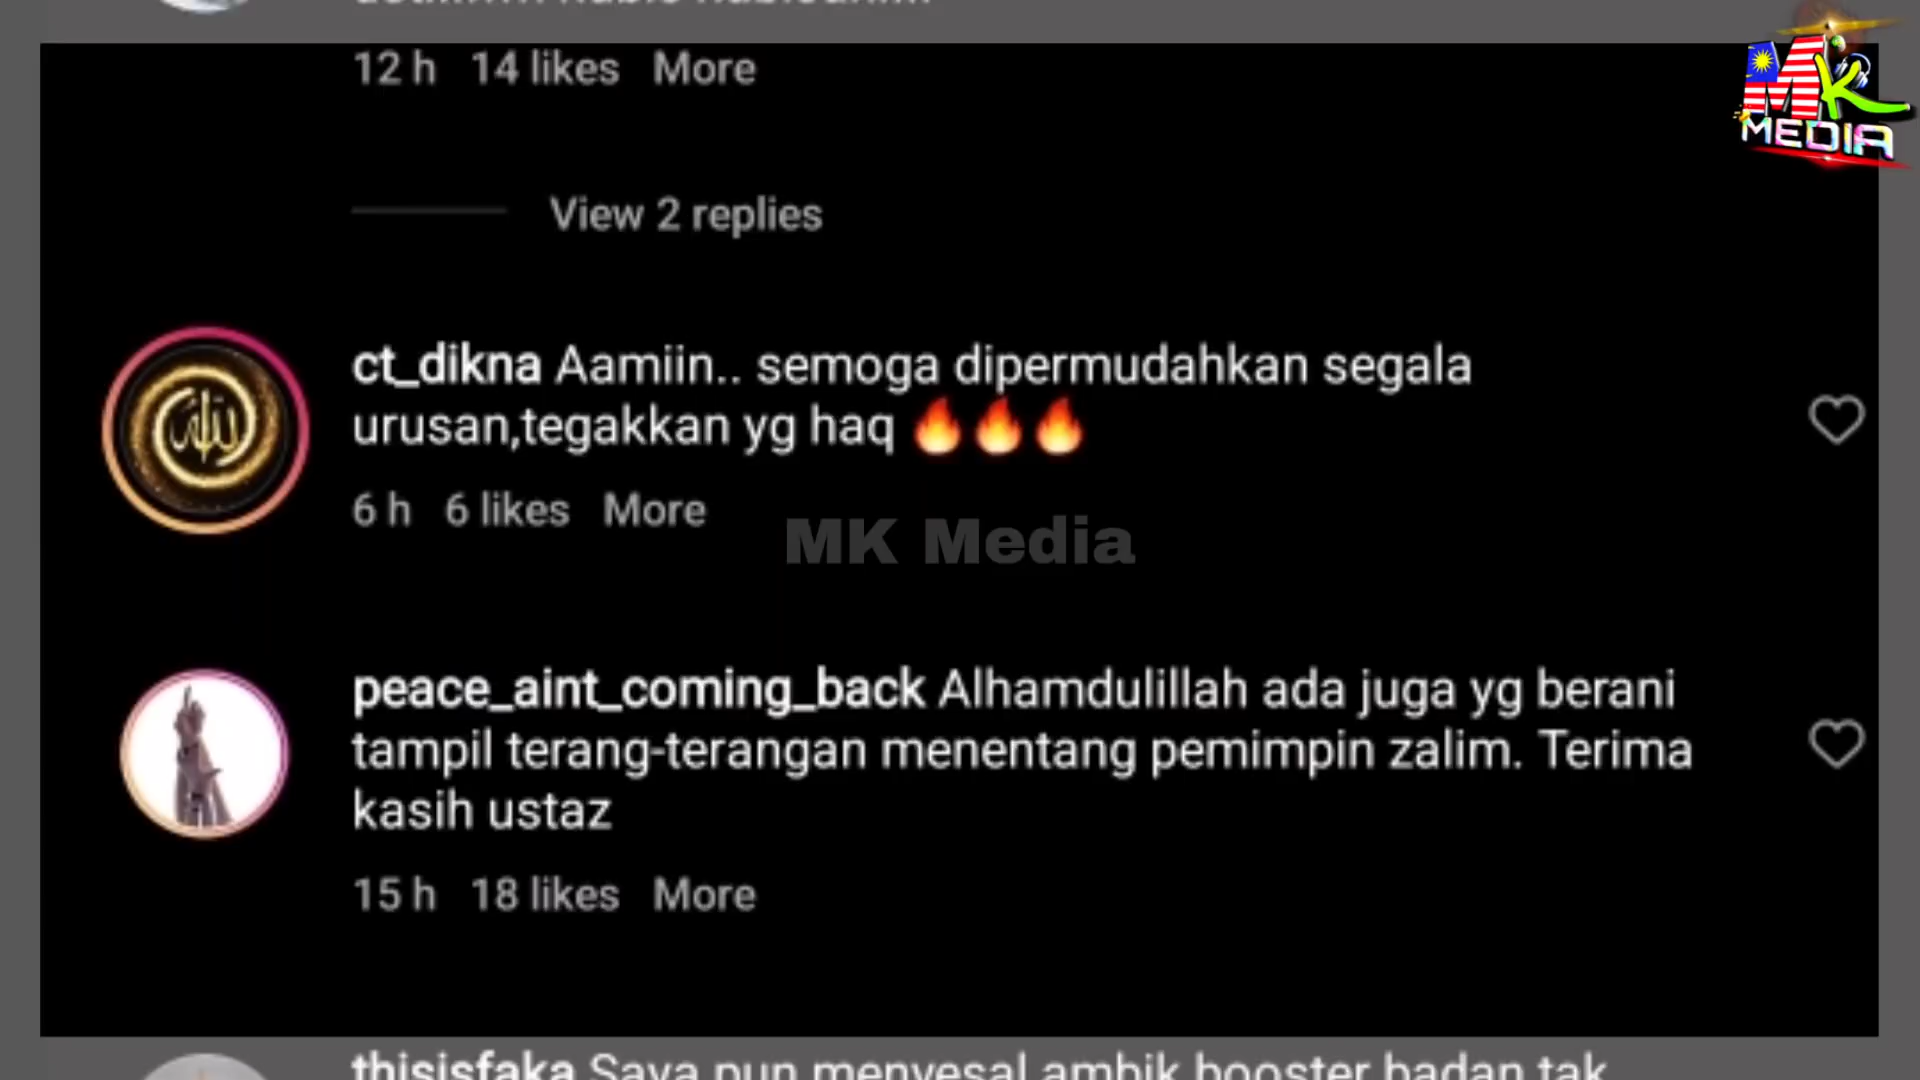 12 h 14 likes More
MK
MEDIA
View 2 replies
ct_dikna Aamiin.. semoga dipermudahkan segala
urusan,tegakkan yg haq 🔥🔥🔥
6 h 6 likes More
MK Media
peace_aint_coming_back Alhamdulillah ada juga yg berani
tampil terang-terangan menentang pemimpin zalim. Terima
kasih ustaz
15 h 18 likes More
thisisfaka Saya pun menyesal ambik booster badan tak